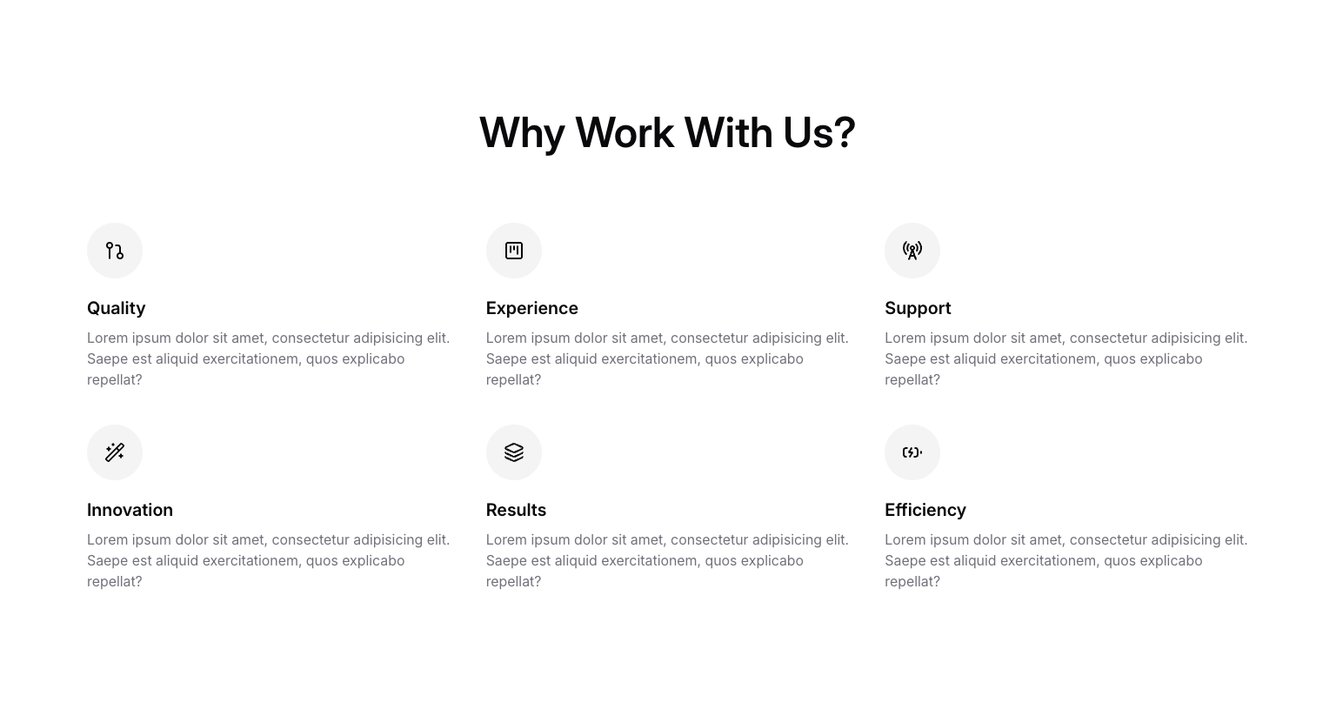 Why Work With Us?
Quality
Lorem ipsum dolor sit amet, consectetur adipisicing elit.
Saepe est aliquid exercitationem, quos explicabo
repellat?
Experience
Lorem ipsum dolor sit amet, consectetur adipisicing elit.
Saepe est aliquid exercitationem, quos explicabo
repellat?
Support
Lorem ipsum dolor sit amet, consectetur adipisicing elit.
Saepe est aliquid exercitationem, quos explicabo
repellat?
Innovation
Lorem ipsum dolor sit amet, consectetur adipisicing elit.
Saepe est aliquid exercitationem, quos explicabo
repellat?
Results
Lorem ipsum dolor sit amet, consectetur adipisicing elit.
Saepe est aliquid exercitationem, quos explicabo
repellat?
Efficiency
Lorem ipsum dolor sit amet, consectetur adipisicing elit.
Saepe est aliquid exercitationem, quos explicabo
repellat?